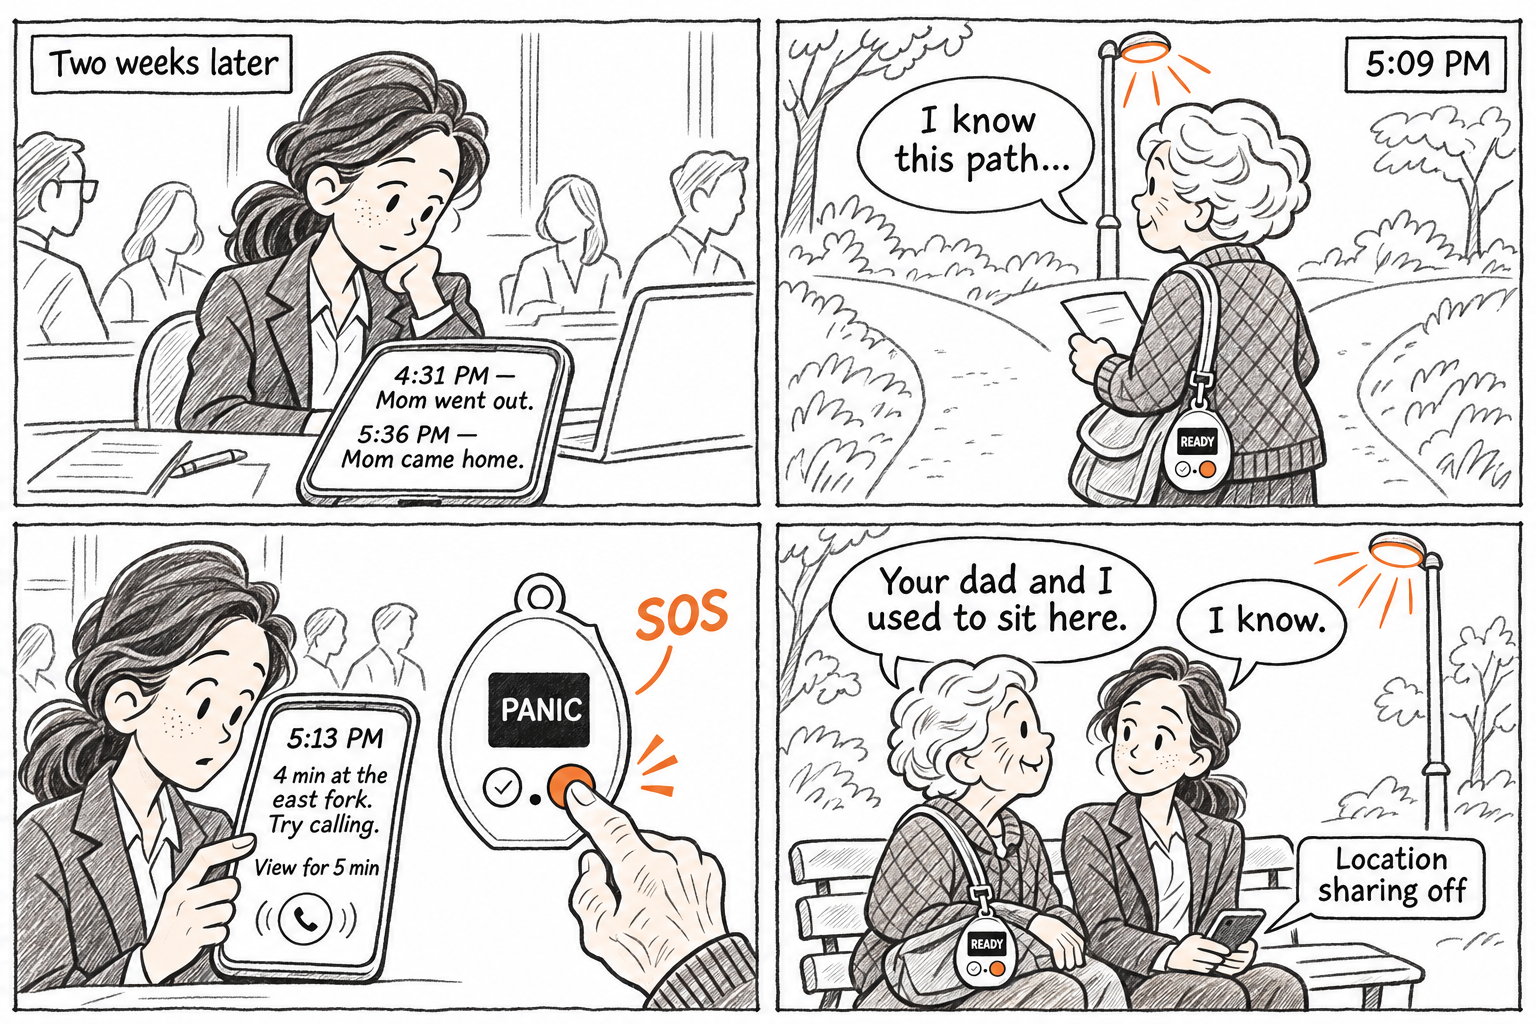 Two weeks later
4:31 PM —
Mom went out.
5:36 PM —
Mom came home.
5:09 PM
I know
this path...
READY
5:13 PM
4 min at the
east fork.
Try calling.
View for 5 min
SOS
PANIC
Your dad and I
used to sit here.
I know.
Location
sharing off
READY